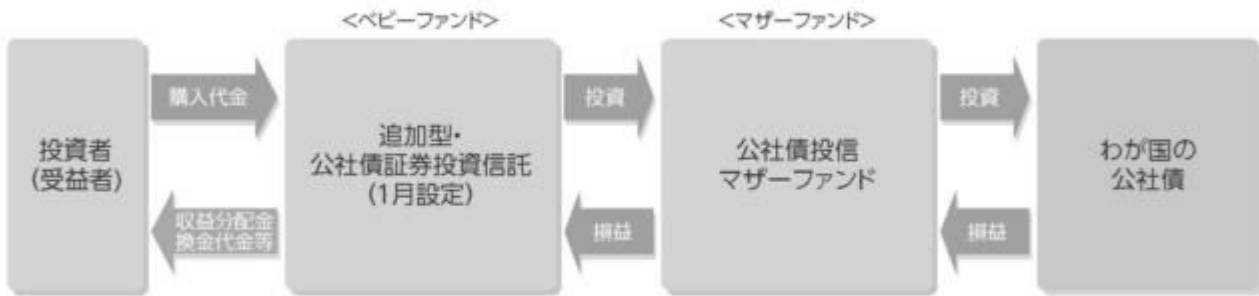 <ベビーファンド>
<マザーファンド>
投資者
(受益者)
購入代金
収益分配金
換金代金等
追加型・
公社債証券投資信託
(1月設定)
投資
損益
公社債投信
マザーファンド
投資
損益
わが国の
公社債